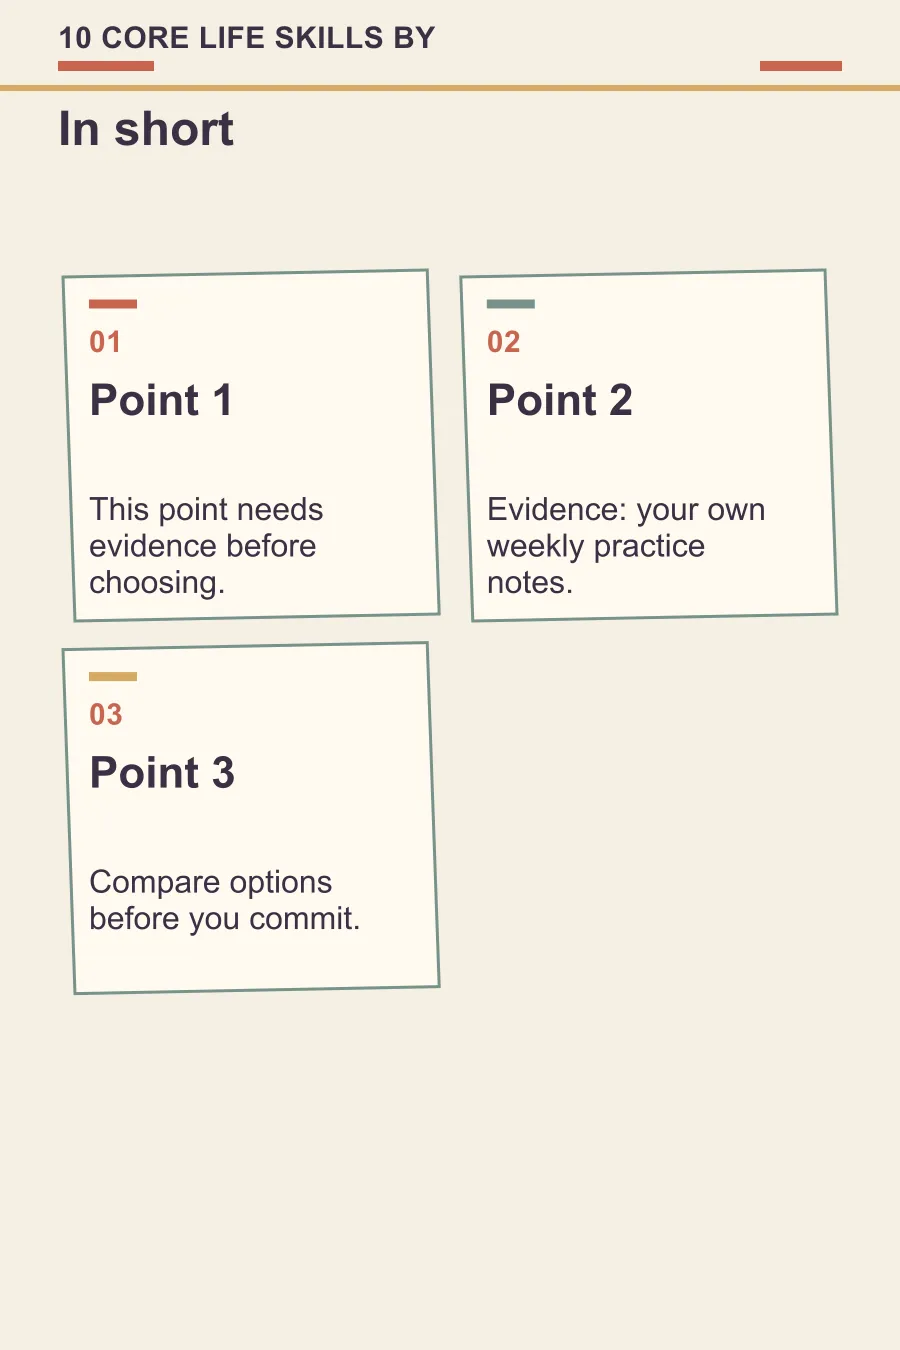 10 CORE LIFE SKILLS BY
In short
01
Point 1
This point needs
evidence before
choosing.
02
Point 2
Evidence: your own
weekly practice
notes.
03
Point 3
Compare options
before you commit.